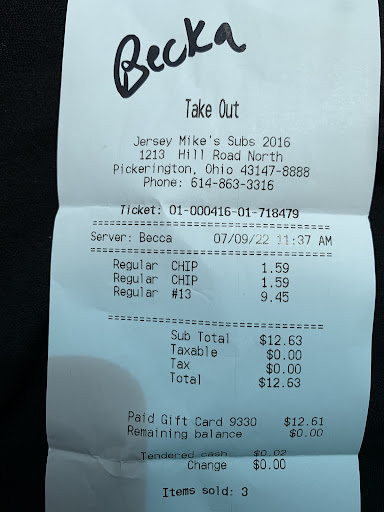 Becka
Take Out
Jersey Mike's Subs 2016
1213 Hill Road North
Pickerington, Ohio 43147-8888
Phone: 614-863-3316
Ticket: 01-000416-01-718479
==========================================
Server: Becca 07/09/22 11:37 AM
==========================================
Regular CHIP 1.59
Regular CHIP 1.59
Regular #13 9.45
==========================================
Sub Total $12.63
Taxable $0.00
Tax $0.00
Total $12.63
Paid Gift Card 9330 $12.61
Remaining balance $0.00
Tendered cash $0.02
Change $0.00
Items sold: 3